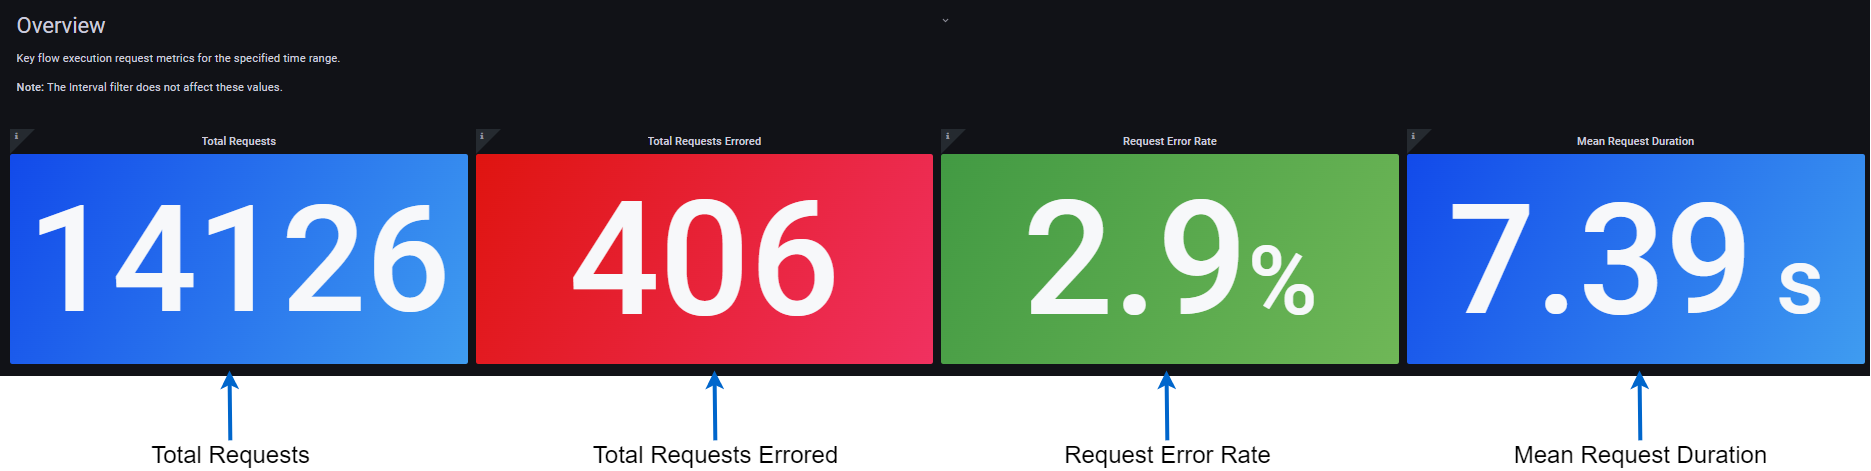 Overview
Key flow execution request metrics for the specified time range.
Note: The Interval filter does not affect these values.
i
Total Requests
i
Total Requests Errored
i
Request Error Rate
i
Mean Request Duration
14126
406
2.9%
7.39 s
Total Requests
Total Requests Errored
Request Error Rate
Mean Request Duration